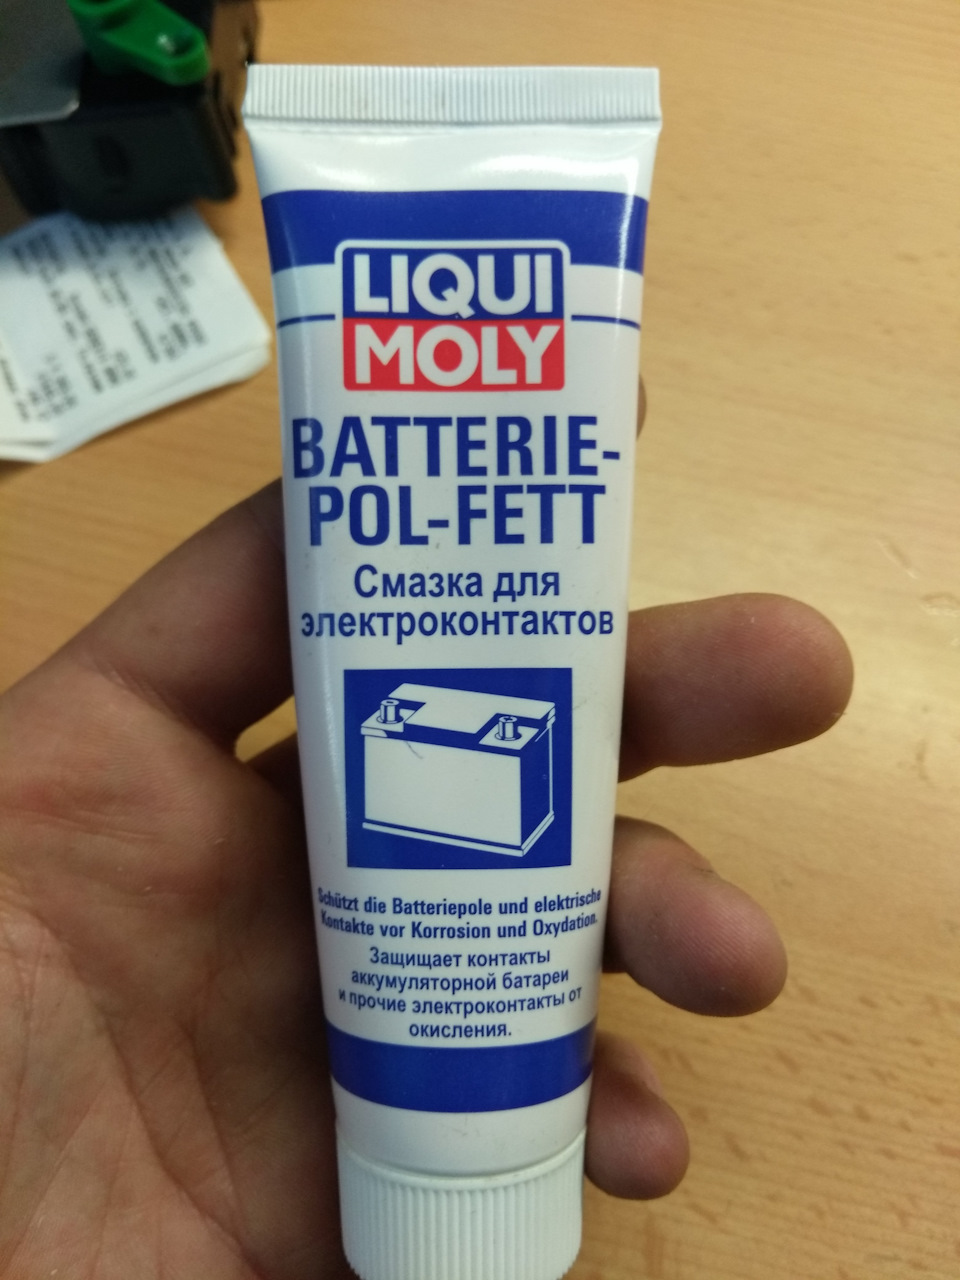 LIQUI
MOLY
BATTERIE-
POL-FETT
Смазка для
электроконтактов
Schützt die Batteriepole und elektrische
Kontakte vor Korrosion und Oxydation.
Защищает контакты
аккумуляторной батареи
и прочие электроконтакты от
окисления.